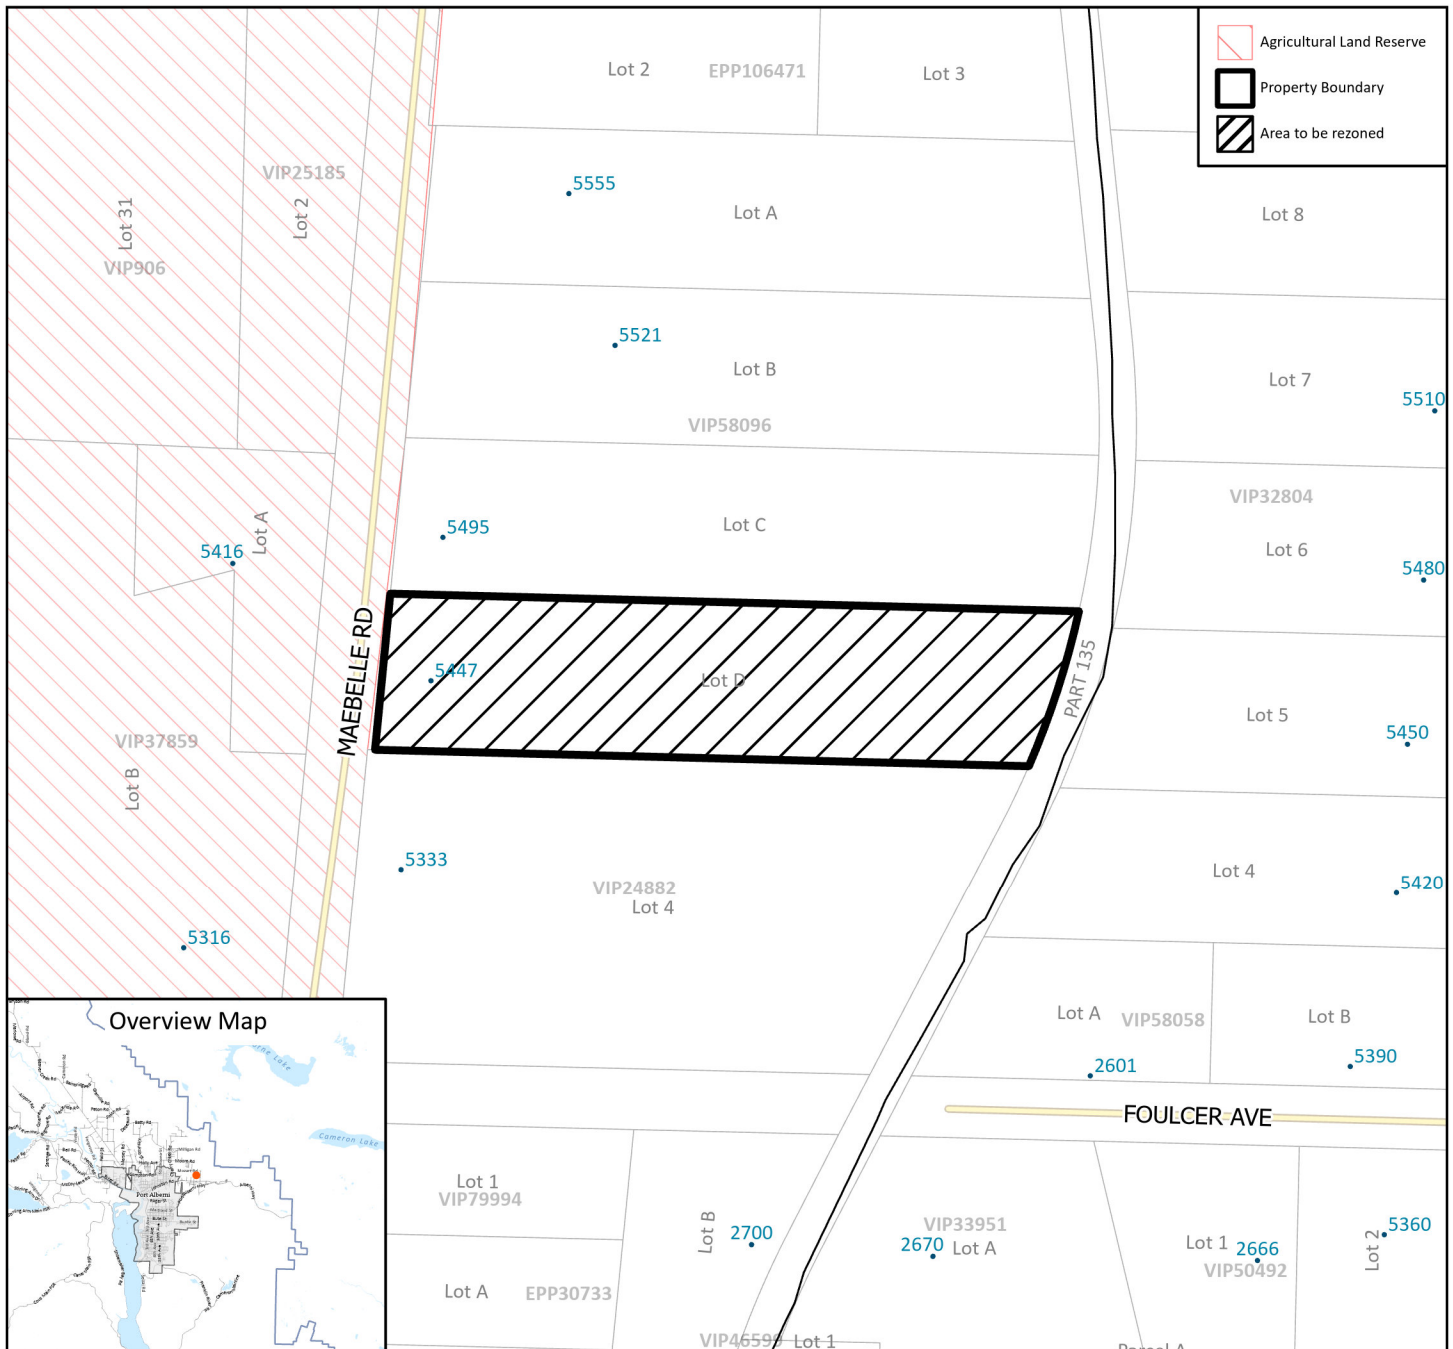 Agricultural Land Reserve
Property Boundary
Area to be rezoned
Lot 2
EPP106471
Lot 3
VIP25185
Lot 2
Lot 31
VIP906
5555
Lot A
Lot 8
5521
Lot B
VIP58096
Lot 7
5510
VIP32804
Lot 6
5480
5495
Lot C
Lot A
5416
MAEBELLE RD
5447
Lot D
PART 135
Lot 5
5450
VIP37859
Lot B
5333
VIP24882
Lot 4
Lot 4
5420
5316
Lot A
VIP58058
Lot B
2601
5390
FOULCER AVE
Lot 1
VIP79994
Lot B
2700
VIP33951
2670
Lot A
Lot 1
2666
VIP50492
Lot 2
5360
Lot A
EPP30733
VIP46599
Lot 1
Parcel A
Overview Map
Cameron Lake
Port Alberni